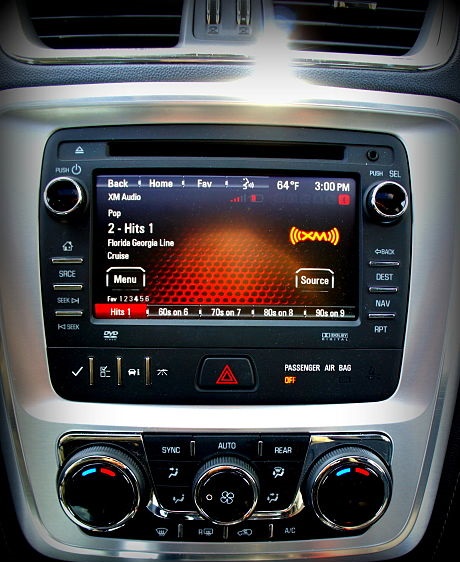 PUSH
PUSH SEL
Back Home Fav 64°F 3:00 PM
XM Audio
Pop
2 - Hits 1
Florida Georgia Line
Cruise
XM
Menu
Source
Fav 1 2 3 4 5 6
Hits 1 60s on 6 70s on 7 80s on 8 90s on 9
SRCE
SEEK
SEEK
BACK
DEST
NAV
RPT
DVD
DOLBY
DIGITAL
PASSENGER AIR BAG
OFF
SYNC AUTO REAR
R A/C